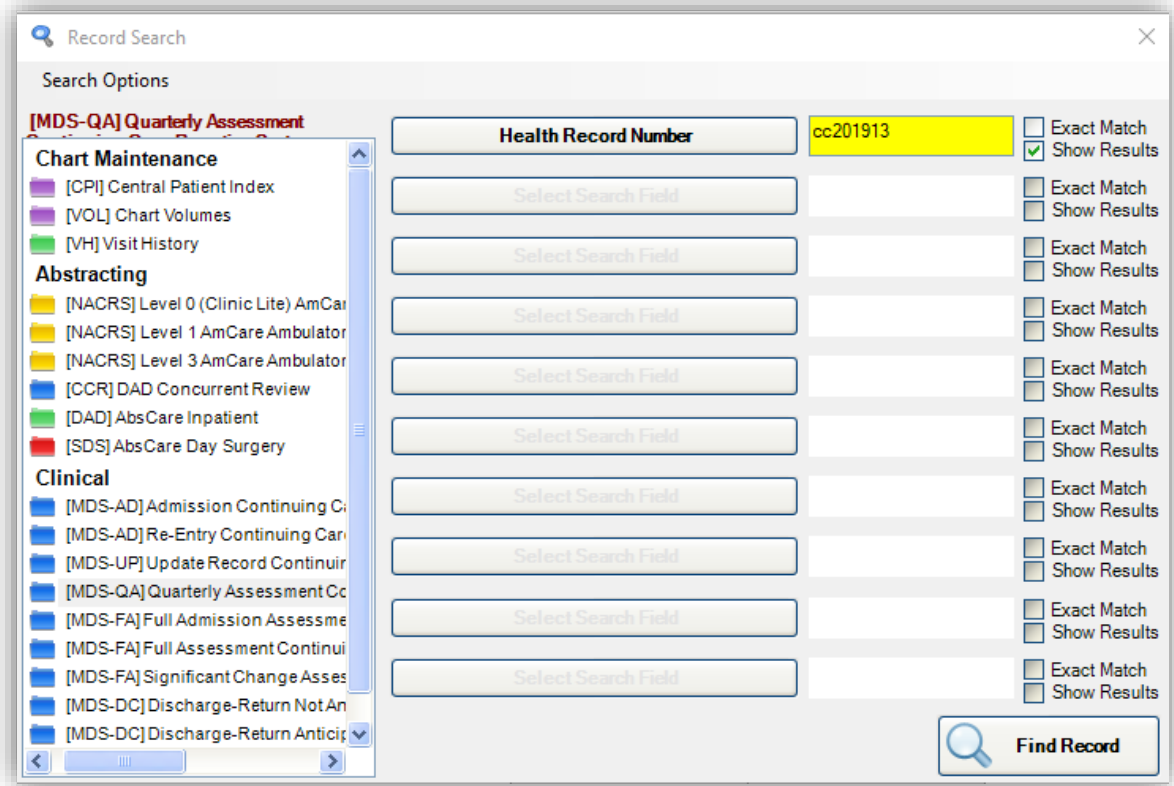 Record Search
Search Options
[MDS-QA] Quarterly Assessment
Chart Maintenance
[CPI] Central Patient Index
[VOL] Chart Volumes
[VH] Visit History
Abstracting
[NACRS] Level 0 (Clinic Lite) AmCar
[NACRS] Level 1 AmCare Ambulator
[NACRS] Level 3 AmCare Ambulator
[CCR] DAD Concurrent Review
[DAD] AbsCare Inpatient
[SDS] AbsCare Day Surgery
Clinical
[MDS-AD] Admission Continuing Ca
[MDS-AD] Re-Entry Continuing Care
[MDS-UP] Update Record Continuin
[MDS-QA] Quarterly Assessment Co
[MDS-FA] Full Admission Assessme
[MDS-FA] Full Assessment Continui
[MDS-FA] Significant Change Asses
[MDS-DC] Discharge-Return Not An
[MDS-DC] Discharge-Return Anticip
Health Record Number cc201913 Exact Match
Show Results
Select Search Field Exact Match
Show Results
Select Search Field Exact Match
Show Results
Select Search Field Exact Match
Show Results
Select Search Field Exact Match
Show Results
Select Search Field Exact Match
Show Results
Select Search Field Exact Match
Show Results
Select Search Field Exact Match
Show Results
Select Search Field Exact Match
Show Results
Select Search Field Exact Match
Show Results
Find Record